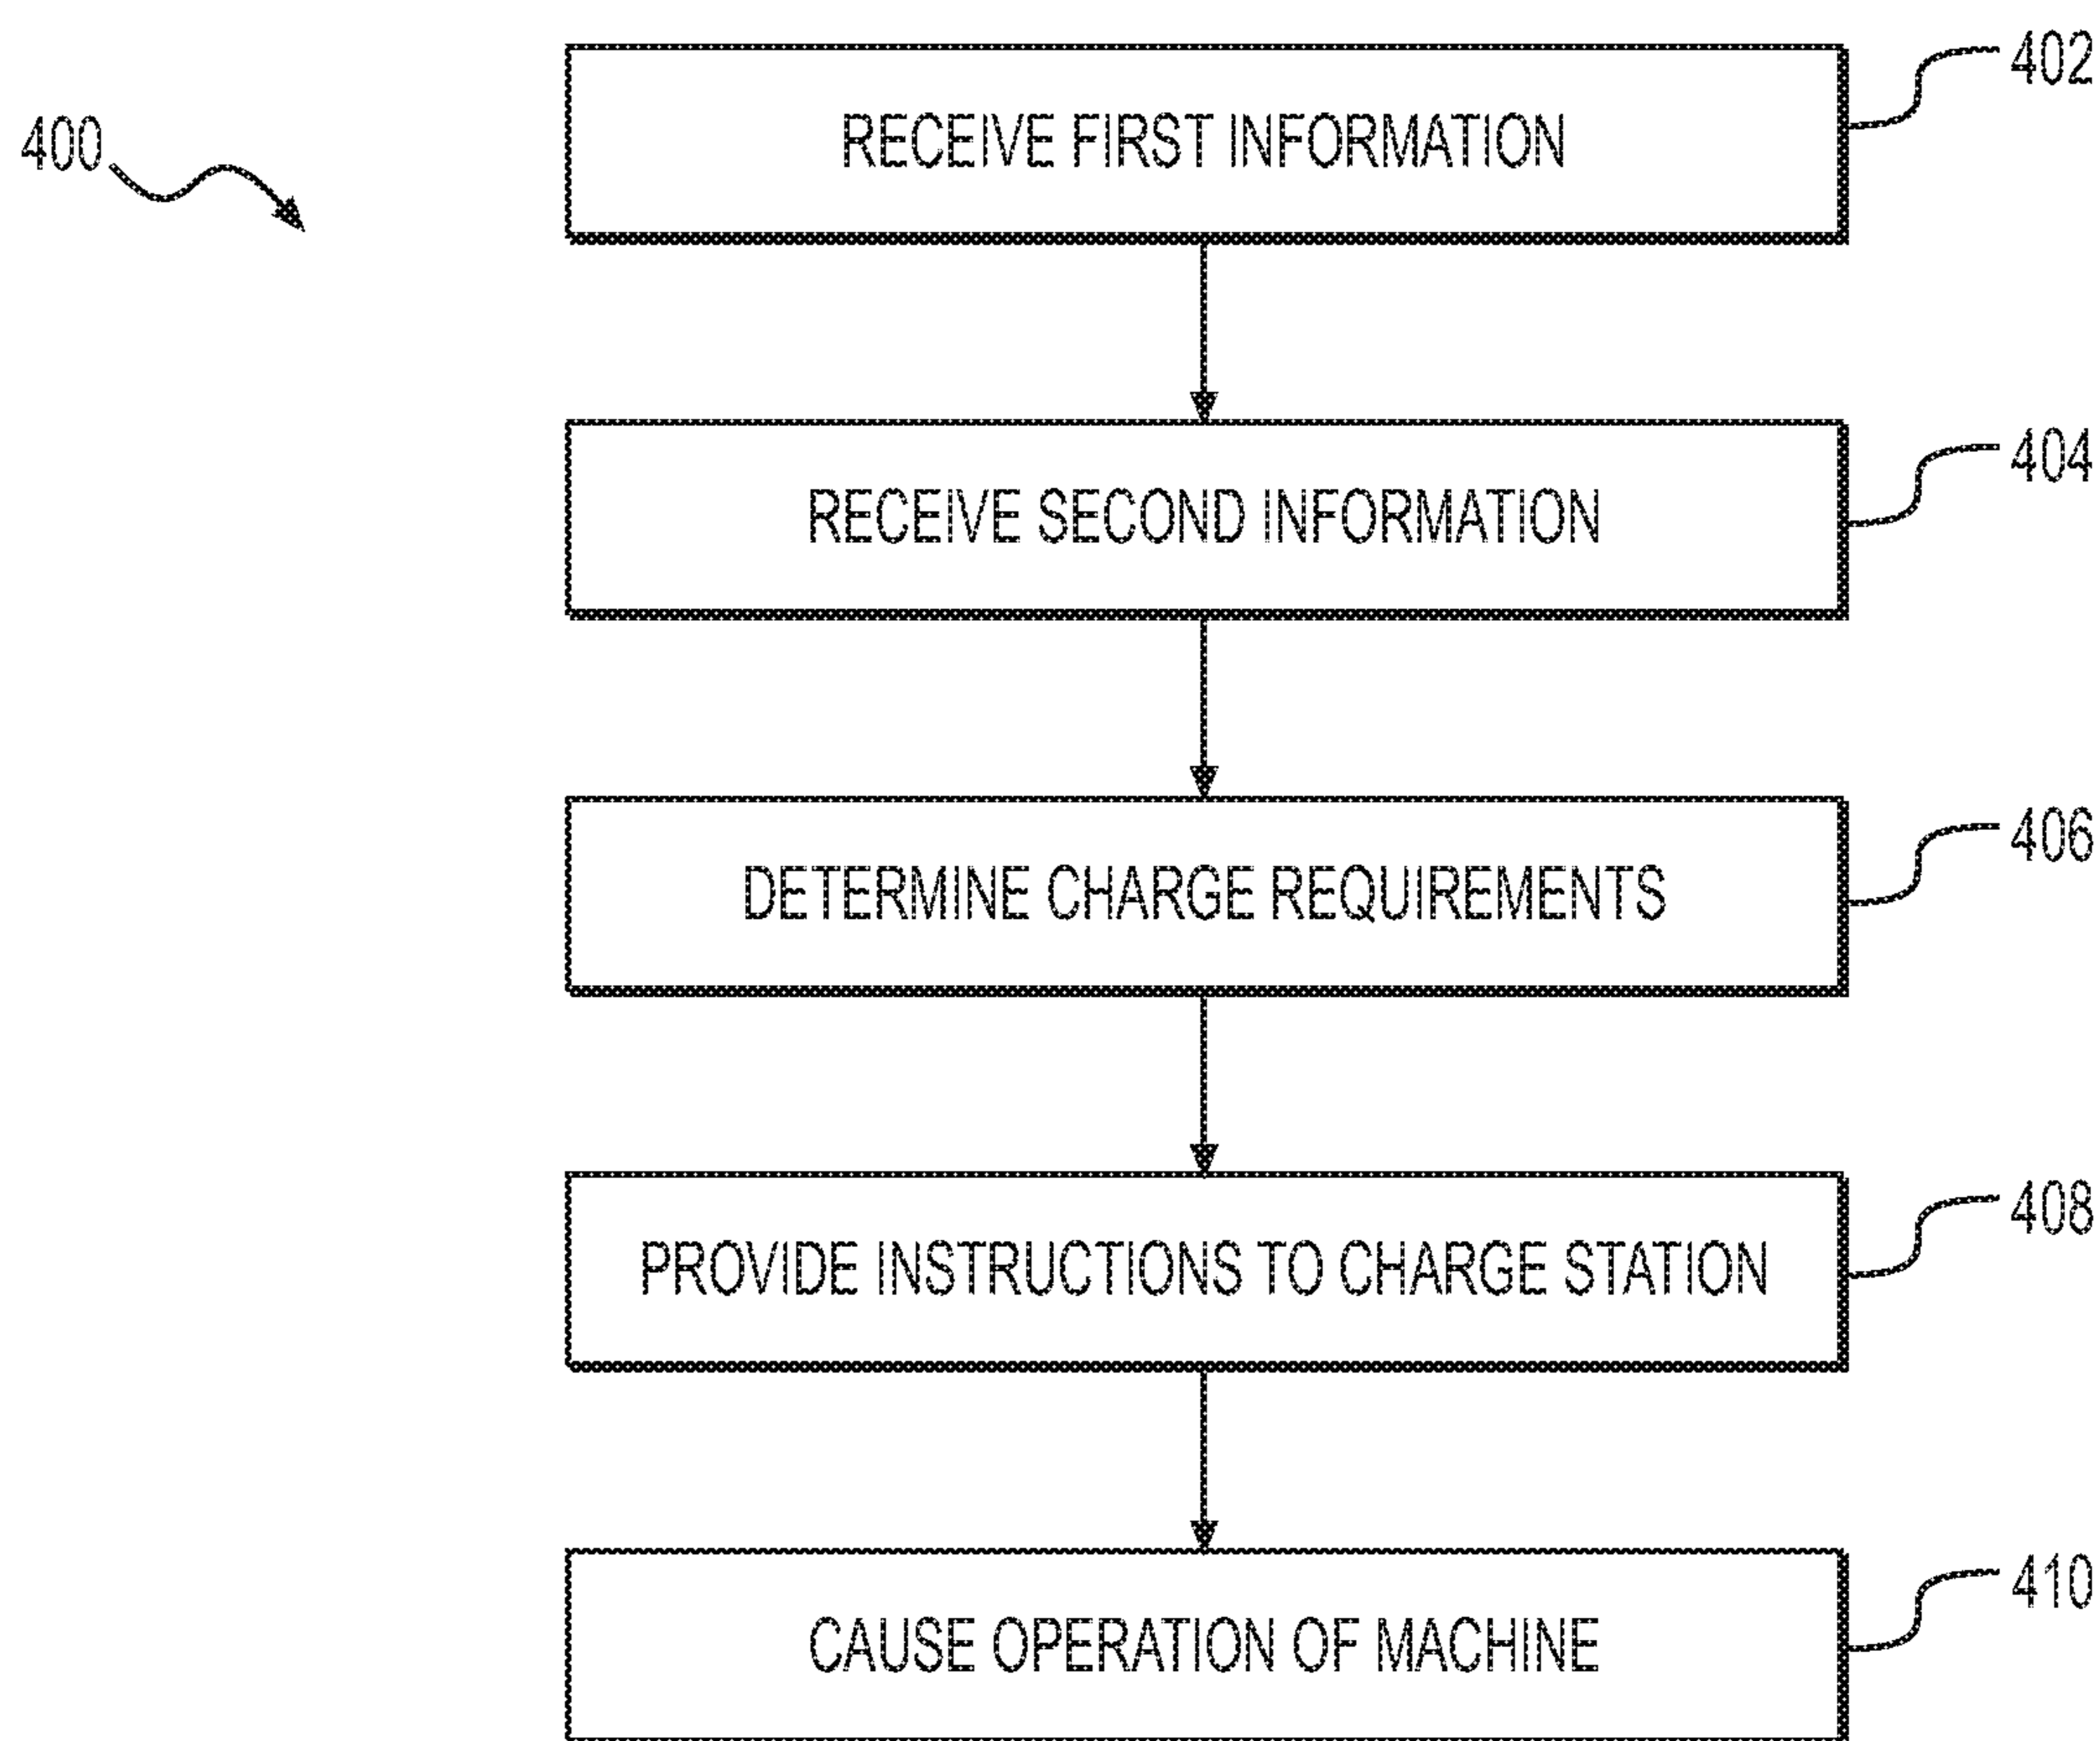 400
RECEIVE FIRST INFORMATION
402
RECEIVE SECOND INFORMATION
404
DETERMINE CHARGE REQUIREMENTS
406
PROVIDE INSTRUCTIONS TO CHARGE STATION
408
CAUSE OPERATION OF MACHINE
410